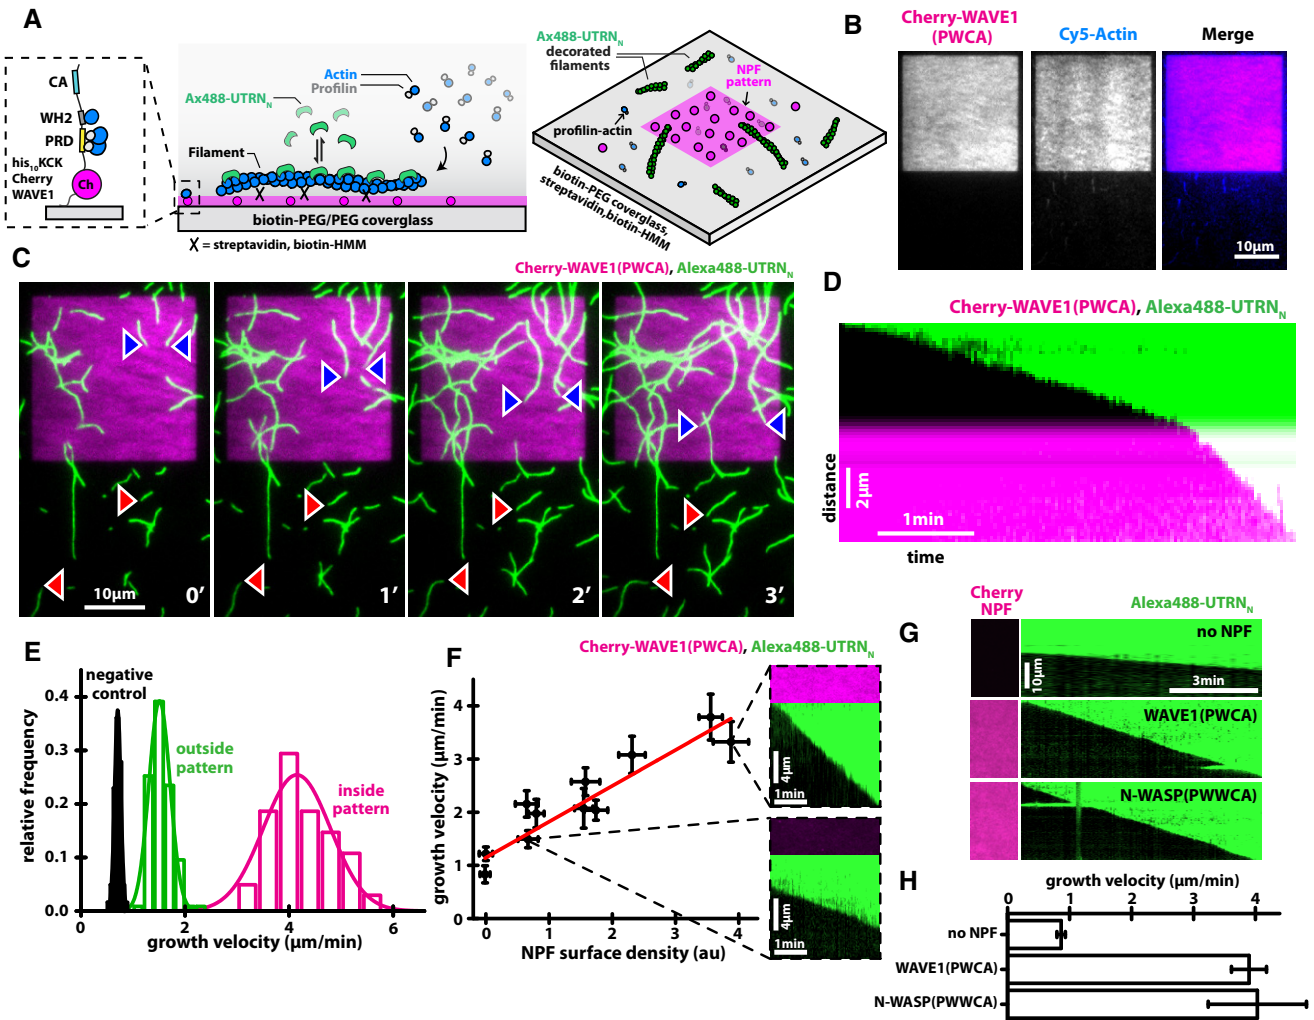 A
CA
WH2
PRD
his10KCK
Cherry
WAVE1
Ch
Ax488-UTRNN
Actin
Profilin
Filament
biotin-PEG/PEG coverglass
X = streptavidin, biotin-HMM
Ax488-UTRNN
decorated
filaments
NPF
pattern
profilin-actin
biotin-PEG coverglass,
streptavidin,biotin-HMM
B
Cherry-WAVE1
(PWCA)
Cy5-Actin
Merge
10µm
C
Cherry-WAVE1(PWCA), Alexa488-UTRNN
10µm
0′
1′
2′
3′
D
Cherry-WAVE1(PWCA), Alexa488-UTRNN
distance
2µm
1min
time
E
negative
control
outside
pattern
inside
pattern
relative frequency
0.4
0.3
0.2
0.1
0.0
0 2 4 6
growth velocity (µm/min)
F
Cherry-WAVE1(PWCA), Alexa488-UTRNN
growth velocity (µm/min)
4
3
2
1
0
0 1 2 3 4
NPF surface density (au)
4µm
1min
4µm
1min
G
Cherry
NPF
Alexa488-UTRNN
no NPF
10µm
3min
WAVE1(PWCA)
N-WASP(PWWCA)
H
growth velocity (µm/min)
0 1 2 3 4
no NPF
WAVE1(PWCA)
N-WASP(PWWCA)